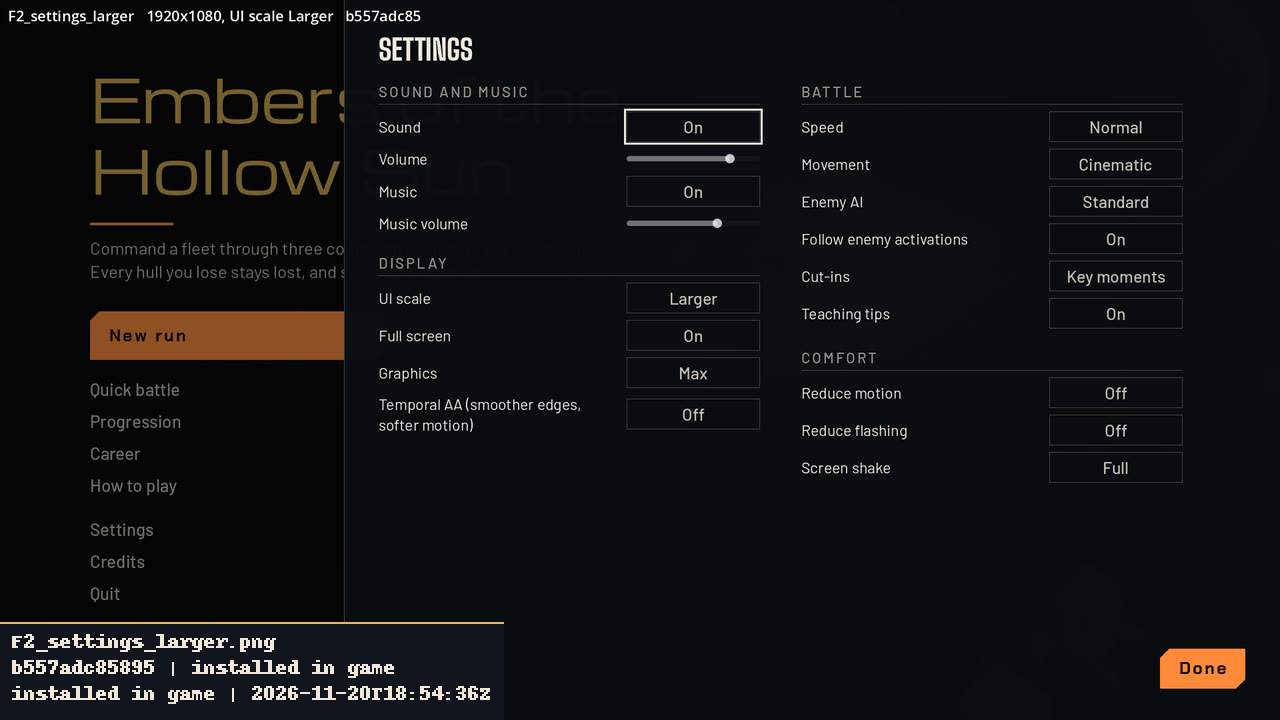 F2_settings_larger 1920x1080, UI scale Larger b557adc85
SETTINGS
Embers of the
Hollow Sun
Command a fleet through three co
Every hull you lose stays lost, and s
New run
Quick battle
Progression
Career
How to play
Settings
Credits
Quit
SOUND AND MUSIC
Sound On
Volume
Music On
Music volume
DISPLAY
UI scale Larger
Full screen On
Graphics Max
Temporal AA (smoother edges,
softer motion) Off
BATTLE
Speed Normal
Movement Cinematic
Enemy AI Standard
Follow enemy activations On
Cut-ins Key moments
Teaching tips On
COMFORT
Reduce motion Off
Reduce flashing Off
Screen shake Full
Done
F2_settings_larger.png
b557adc85895 | installed in game
installed in game | 2026-11-20T18:54:36Z